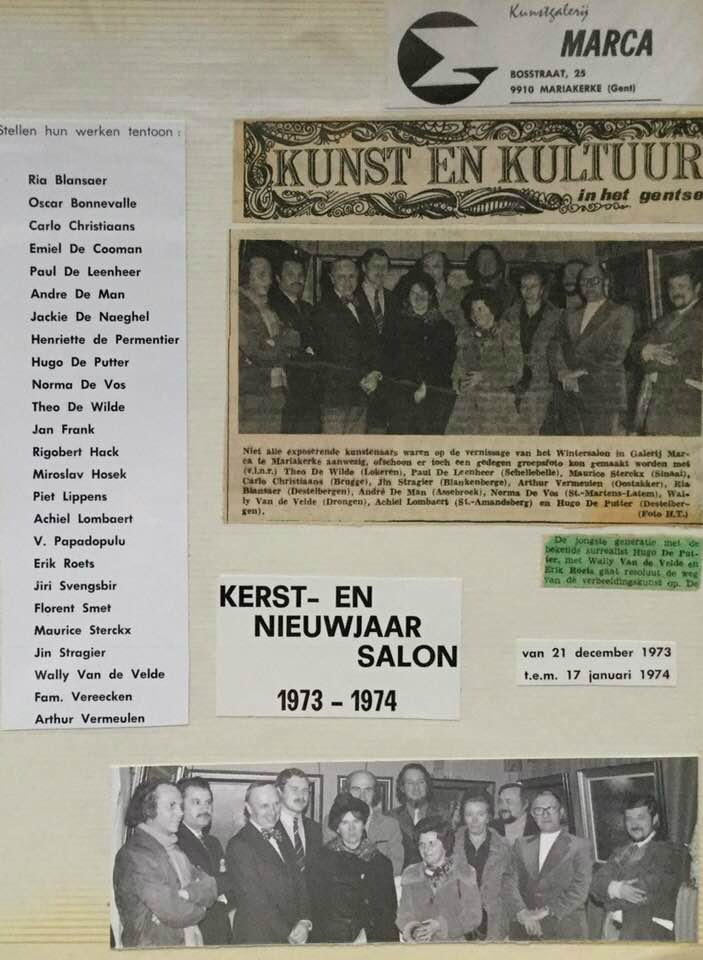 Kunstgalerij
MARCA
BOSSTRAAT, 25
9910 MARIAKERKE (Gent)
Stellen hun werken tentoon :
Ria Blansaer
Oscar Bonnevalle
Carlo Christiaans
Emiel De Cooman
Paul De Leenheer
Andre De Man
Jackie De Naeghel
Henriette de Permentier
Hugo De Putter
Norma De Vos
Theo De Wilde
Jan Frank
Rigobert Hack
Miroslav Hosek
Piet Lippens
Achiel Lombaert
V. Papadopulu
Erik Roets
Jiri Svengsbir
Florent Smet
Maurice Sterckx
Jin Stragier
Wally Van de Velde
Fam. Vereecken
Arthur Vermeulen
KUNST EN KULTUUR
in het gentse
Niet alle exposerende kunstenaars waren op de vernissage van het Wintersalon in Galerij Mar-
ca te Mariakerke aanwezig, ofschoon er toch een gedegen groepsfoto kon gemaakt worden met
(v.l.n.r.) Theo De Wilde (Lokeren), Paul De Leenheer (Schellebelle), Maurice Sterckx (Sinaai),
Carlo Christiaans (Brugge), Jin Stragier (Blankenberge), Arthur Vermeulen (Oostakker), Ria
Blansaer (Destelbergen), André De Man (Assebroek), Norma De Vos (St.-Martens-Latem), Wal-
ly Van de Velde (Drongen), Achiel Lombaert (St.-Amandsberg) en Hugo De Putter (Destelber-
gen).
(Foto H.T.)
De jongste generatie met de
bekende surrealist Hugo De Put-
ter, met Wally Van de Velde en
Erik Roets gaat resoluut de weg
van de verbeeldingskunst op. De
KERST- EN
NIEUWJAAR
SALON
1973 - 1974
van 21 december 1973
t.e.m. 17 januari 1974